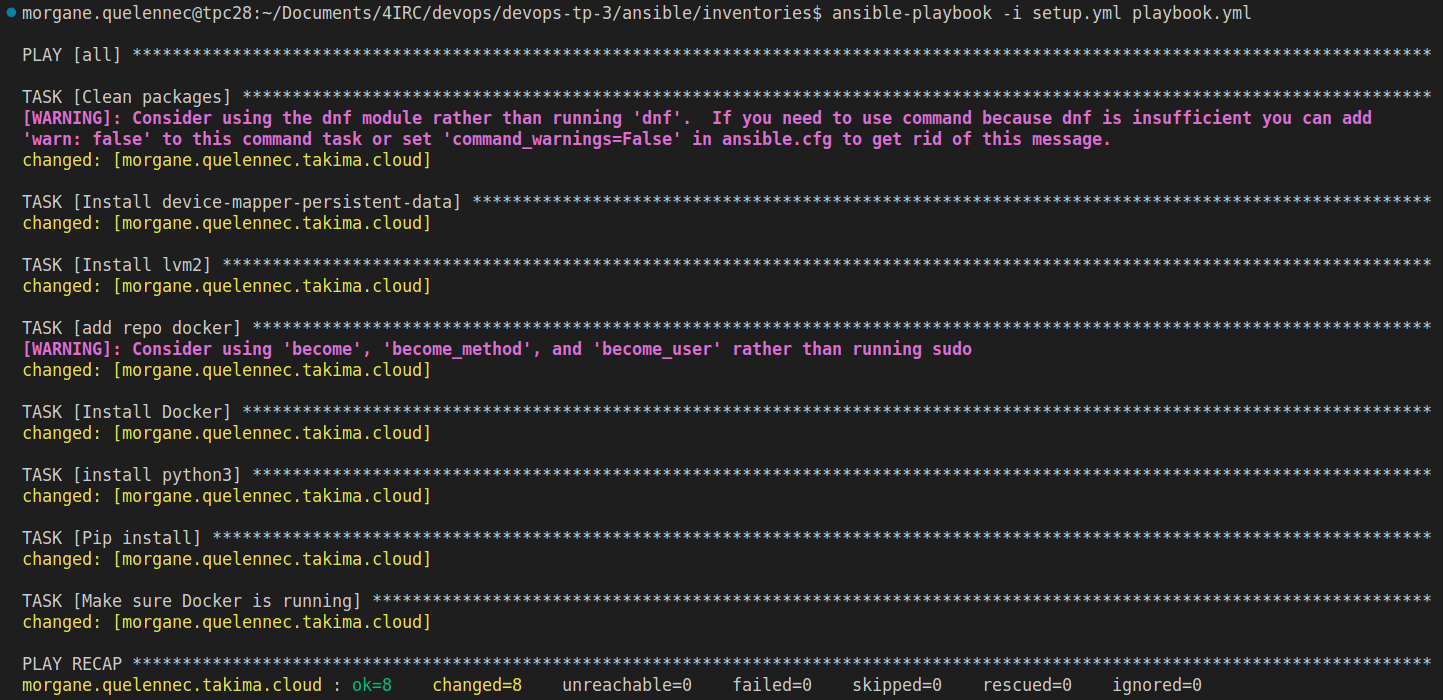 morgane.quelennec@tpc28:~/Documents/4IRC/devops/devops-tp-3/ansible/inventories$ ansible-playbook -i setup.yml playbook.yml
PLAY [all] **********************************************************************************************************************************
TASK [Clean packages] ***********************************************************************************************************************
[WARNING]: Consider using the dnf module rather than running 'dnf'.  If you need to use command because dnf is insufficient you can add
'warn: false' to this command task or set 'command_warnings=False' in ansible.cfg to get rid of this message.
changed: [morgane.quelennec.takima.cloud]
TASK [Install device-mapper-persistent-data] ************************************************************************************************
changed: [morgane.quelennec.takima.cloud]
TASK [Install lvm2] *************************************************************************************************************************
changed: [morgane.quelennec.takima.cloud]
TASK [add repo docker] **********************************************************************************************************************
[WARNING]: Consider using 'become', 'become_method', and 'become_user' rather than running sudo
changed: [morgane.quelennec.takima.cloud]
TASK [Install Docker] ***********************************************************************************************************************
changed: [morgane.quelennec.takima.cloud]
TASK [install python3] **********************************************************************************************************************
changed: [morgane.quelennec.takima.cloud]
TASK [Pip install] **************************************************************************************************************************
changed: [morgane.quelennec.takima.cloud]
TASK [Make sure Docker is running] **********************************************************************************************************
changed: [morgane.quelennec.takima.cloud]
PLAY RECAP **********************************************************************************************************************************
morgane.quelennec.takima.cloud : ok=8    changed=8    unreachable=0    failed=0    skipped=0    rescued=0    ignored=0